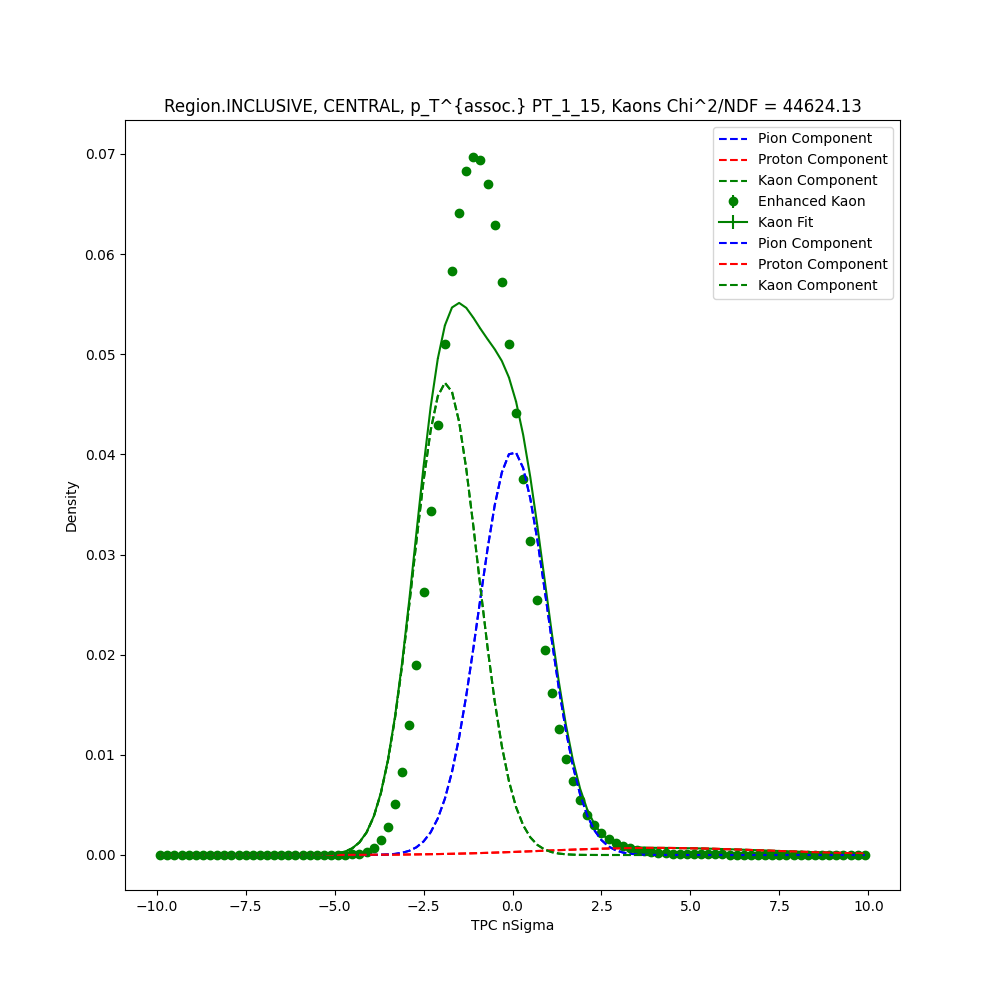 Region.INCLUSIVE, CENTRAL, p_T^{assoc.} PT_1_15, Kaons Chi^2/NDF = 44624.13
Pion Component
Proton Component
Kaon Component
Enhanced Kaon
Kaon Fit
Pion Component
Proton Component
Kaon Component
0.07
0.06
0.05
0.04
0.03
0.02
0.01
0.00
Density
−10.0 −7.5 −5.0 −2.5 0.0 2.5 5.0 7.5 10.0
TPC nSigma